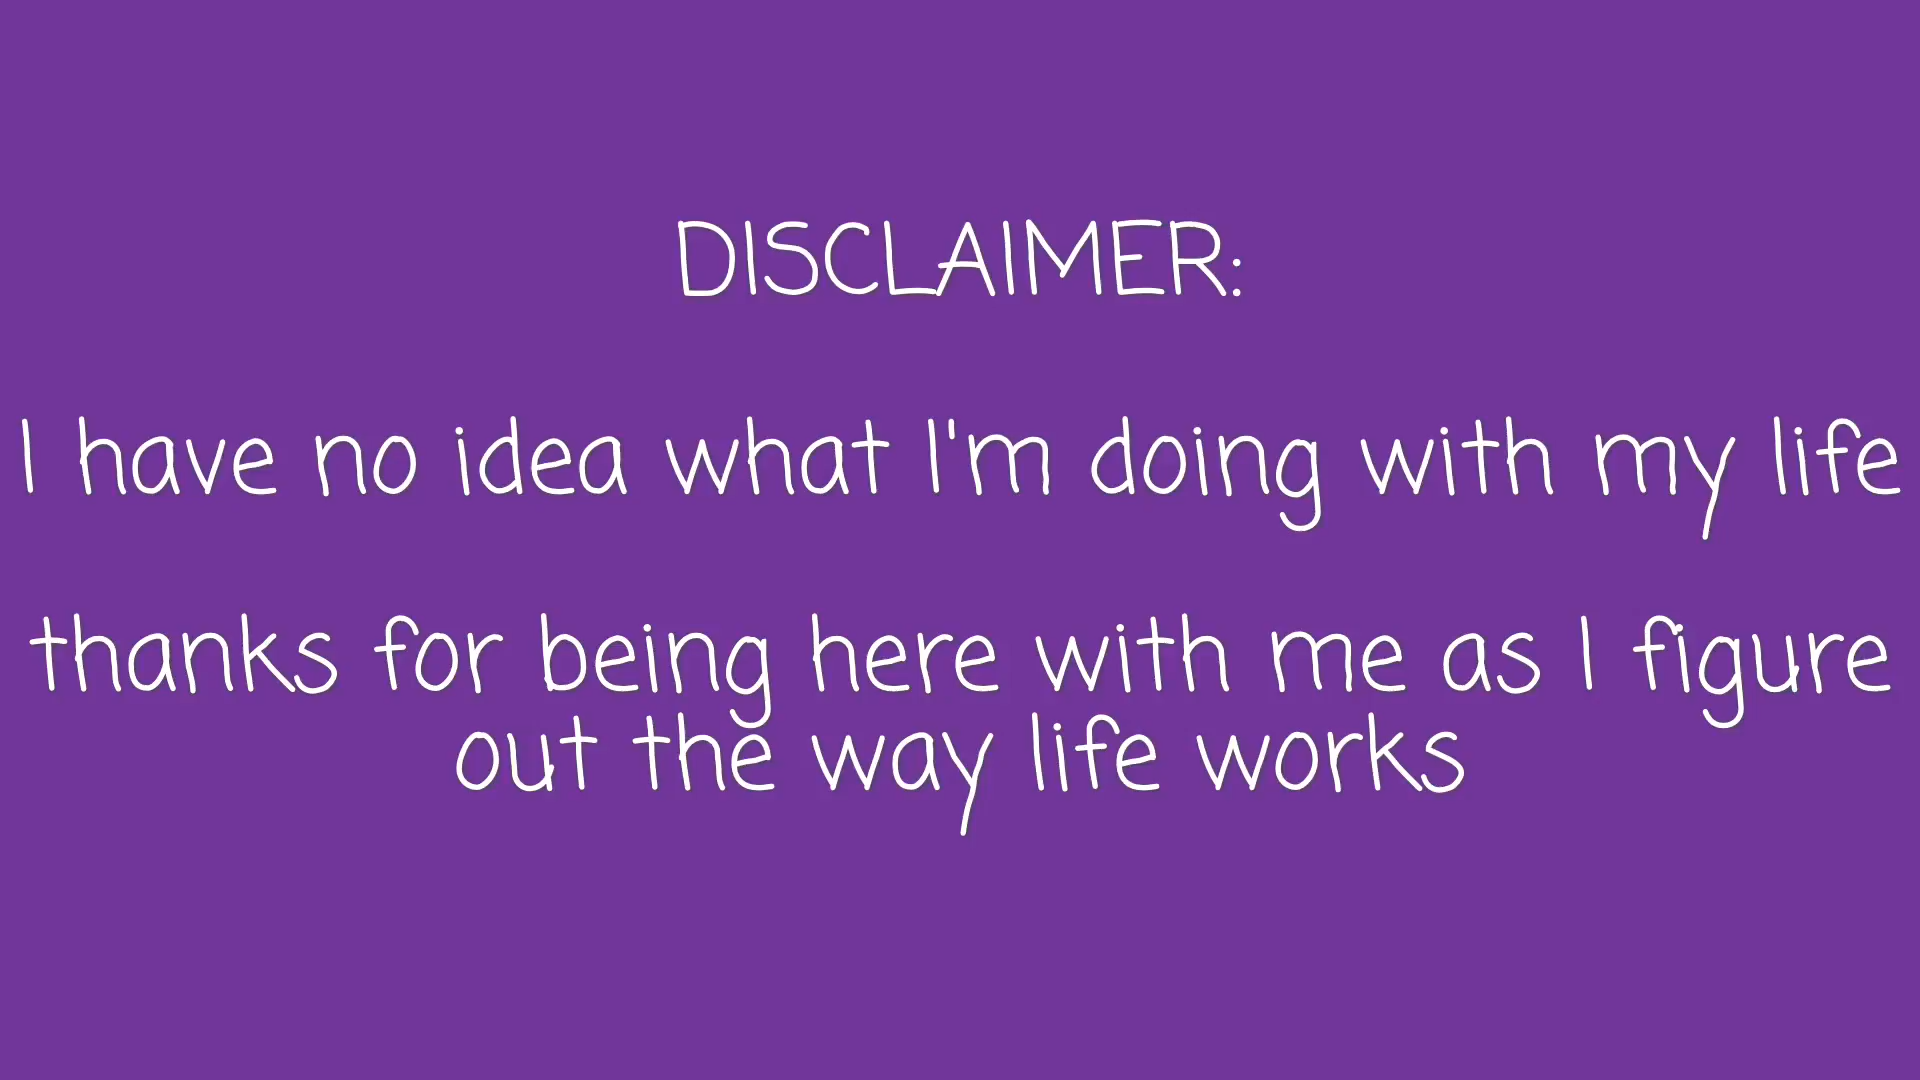 DISCLAIMER:
I have no idea what I'm doing with my life
thanks for being here with me as I figure
out the way life works